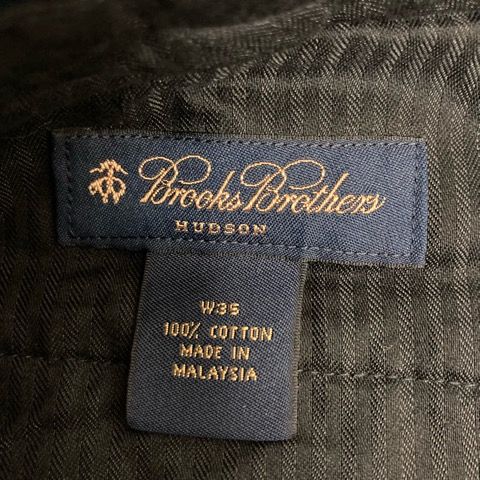 Brooks Brothers
HUDSON
W35
100% COTTON
MADE IN
MALAYSIA